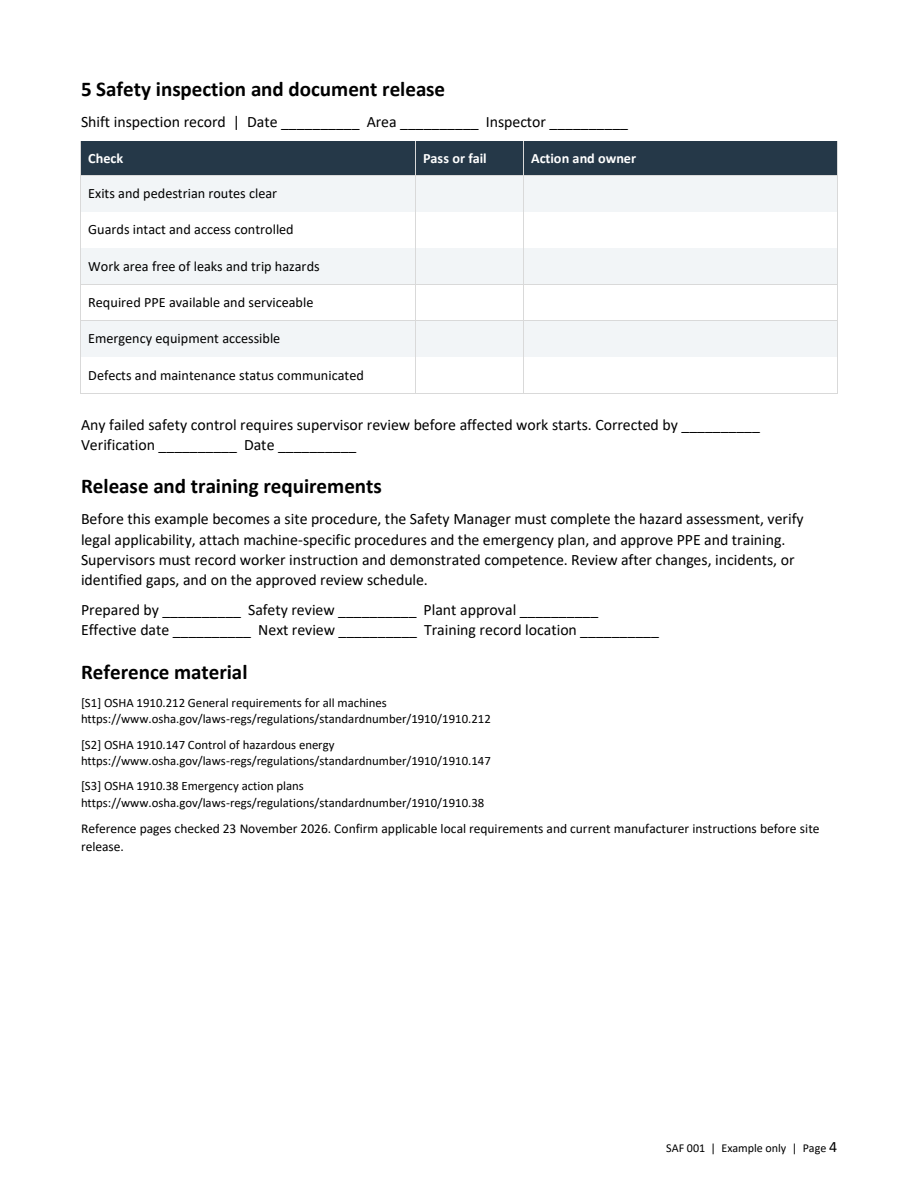 5 Safety inspection and document release
Shift inspection record | Date __________ Area __________ Inspector __________
Check Pass or fail Action and owner
Exits and pedestrian routes clear
Guards intact and access controlled
Work area free of leaks and trip hazards
Required PPE available and serviceable
Emergency equipment accessible
Defects and maintenance status communicated
Any failed safety control requires supervisor review before affected work starts. Corrected by __________
Verification __________ Date __________
Release and training requirements
Before this example becomes a site procedure, the Safety Manager must complete the hazard assessment, verify
legal applicability, attach machine-specific procedures and the emergency plan, and approve PPE and training.
Supervisors must record worker instruction and demonstrated competence. Review after changes, incidents, or
identified gaps, and on the approved review schedule.
Prepared by __________ Safety review __________ Plant approval __________
Effective date __________ Next review __________ Training record location __________
Reference material
[S1] OSHA 1910.212 General requirements for all machines
https://www.osha.gov/laws-regs/regulations/standardnumber/1910/1910.212
[S2] OSHA 1910.147 Control of hazardous energy
https://www.osha.gov/laws-regs/regulations/standardnumber/1910/1910.147
[S3] OSHA 1910.38 Emergency action plans
https://www.osha.gov/laws-regs/regulations/standardnumber/1910/1910.38
Reference pages checked 23 November 2026. Confirm applicable local requirements and current manufacturer instructions before site
release.
SAF 001 | Example only | Page 4